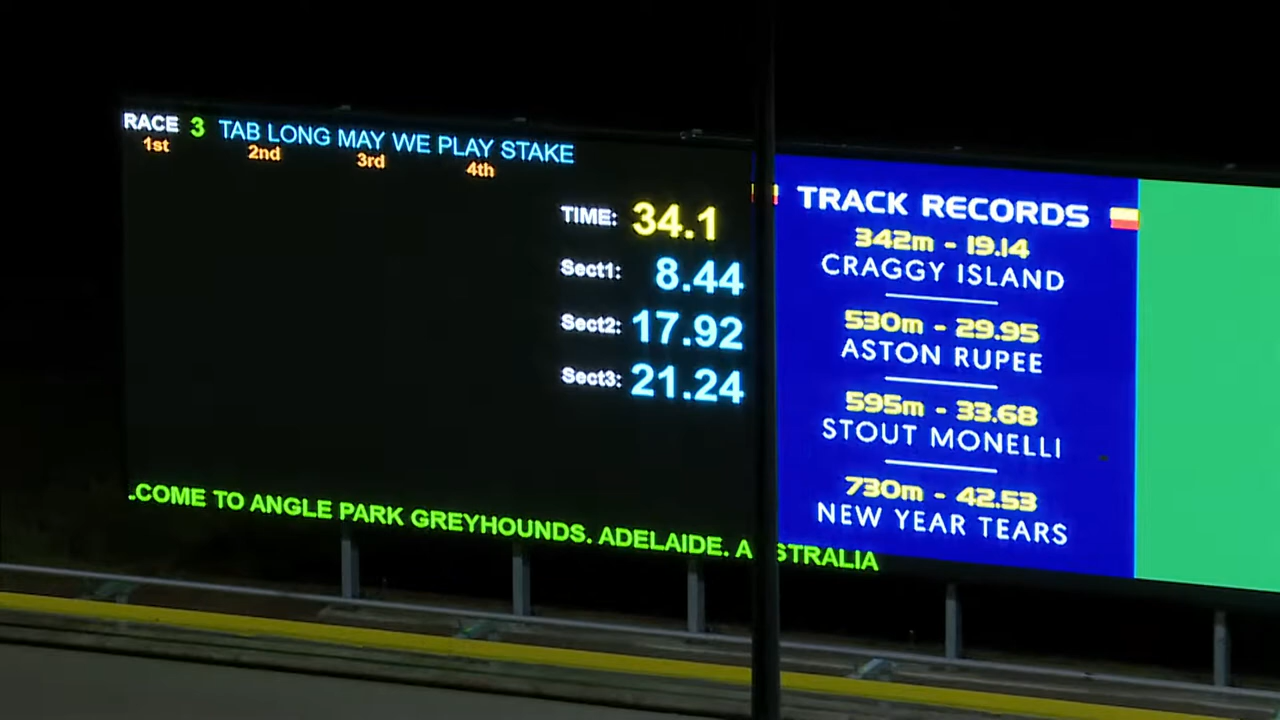 RACE 3 TAB LONG MAY WE PLAY STAKE
1st 2nd 3rd 4th
TIME: 34.1
Sect1: 8.44
Sect2: 17.92
Sect3: 21.24
.COME TO ANGLE PARK GREYHOUNDS. ADELAIDE. A STRALIA
TRACK RECORDS
342m - 19.14
CRAGGY ISLAND
530m - 29.95
ASTON RUPEE
595m - 33.68
STOUT MONELLI
730m - 42.53
NEW YEAR TEARS